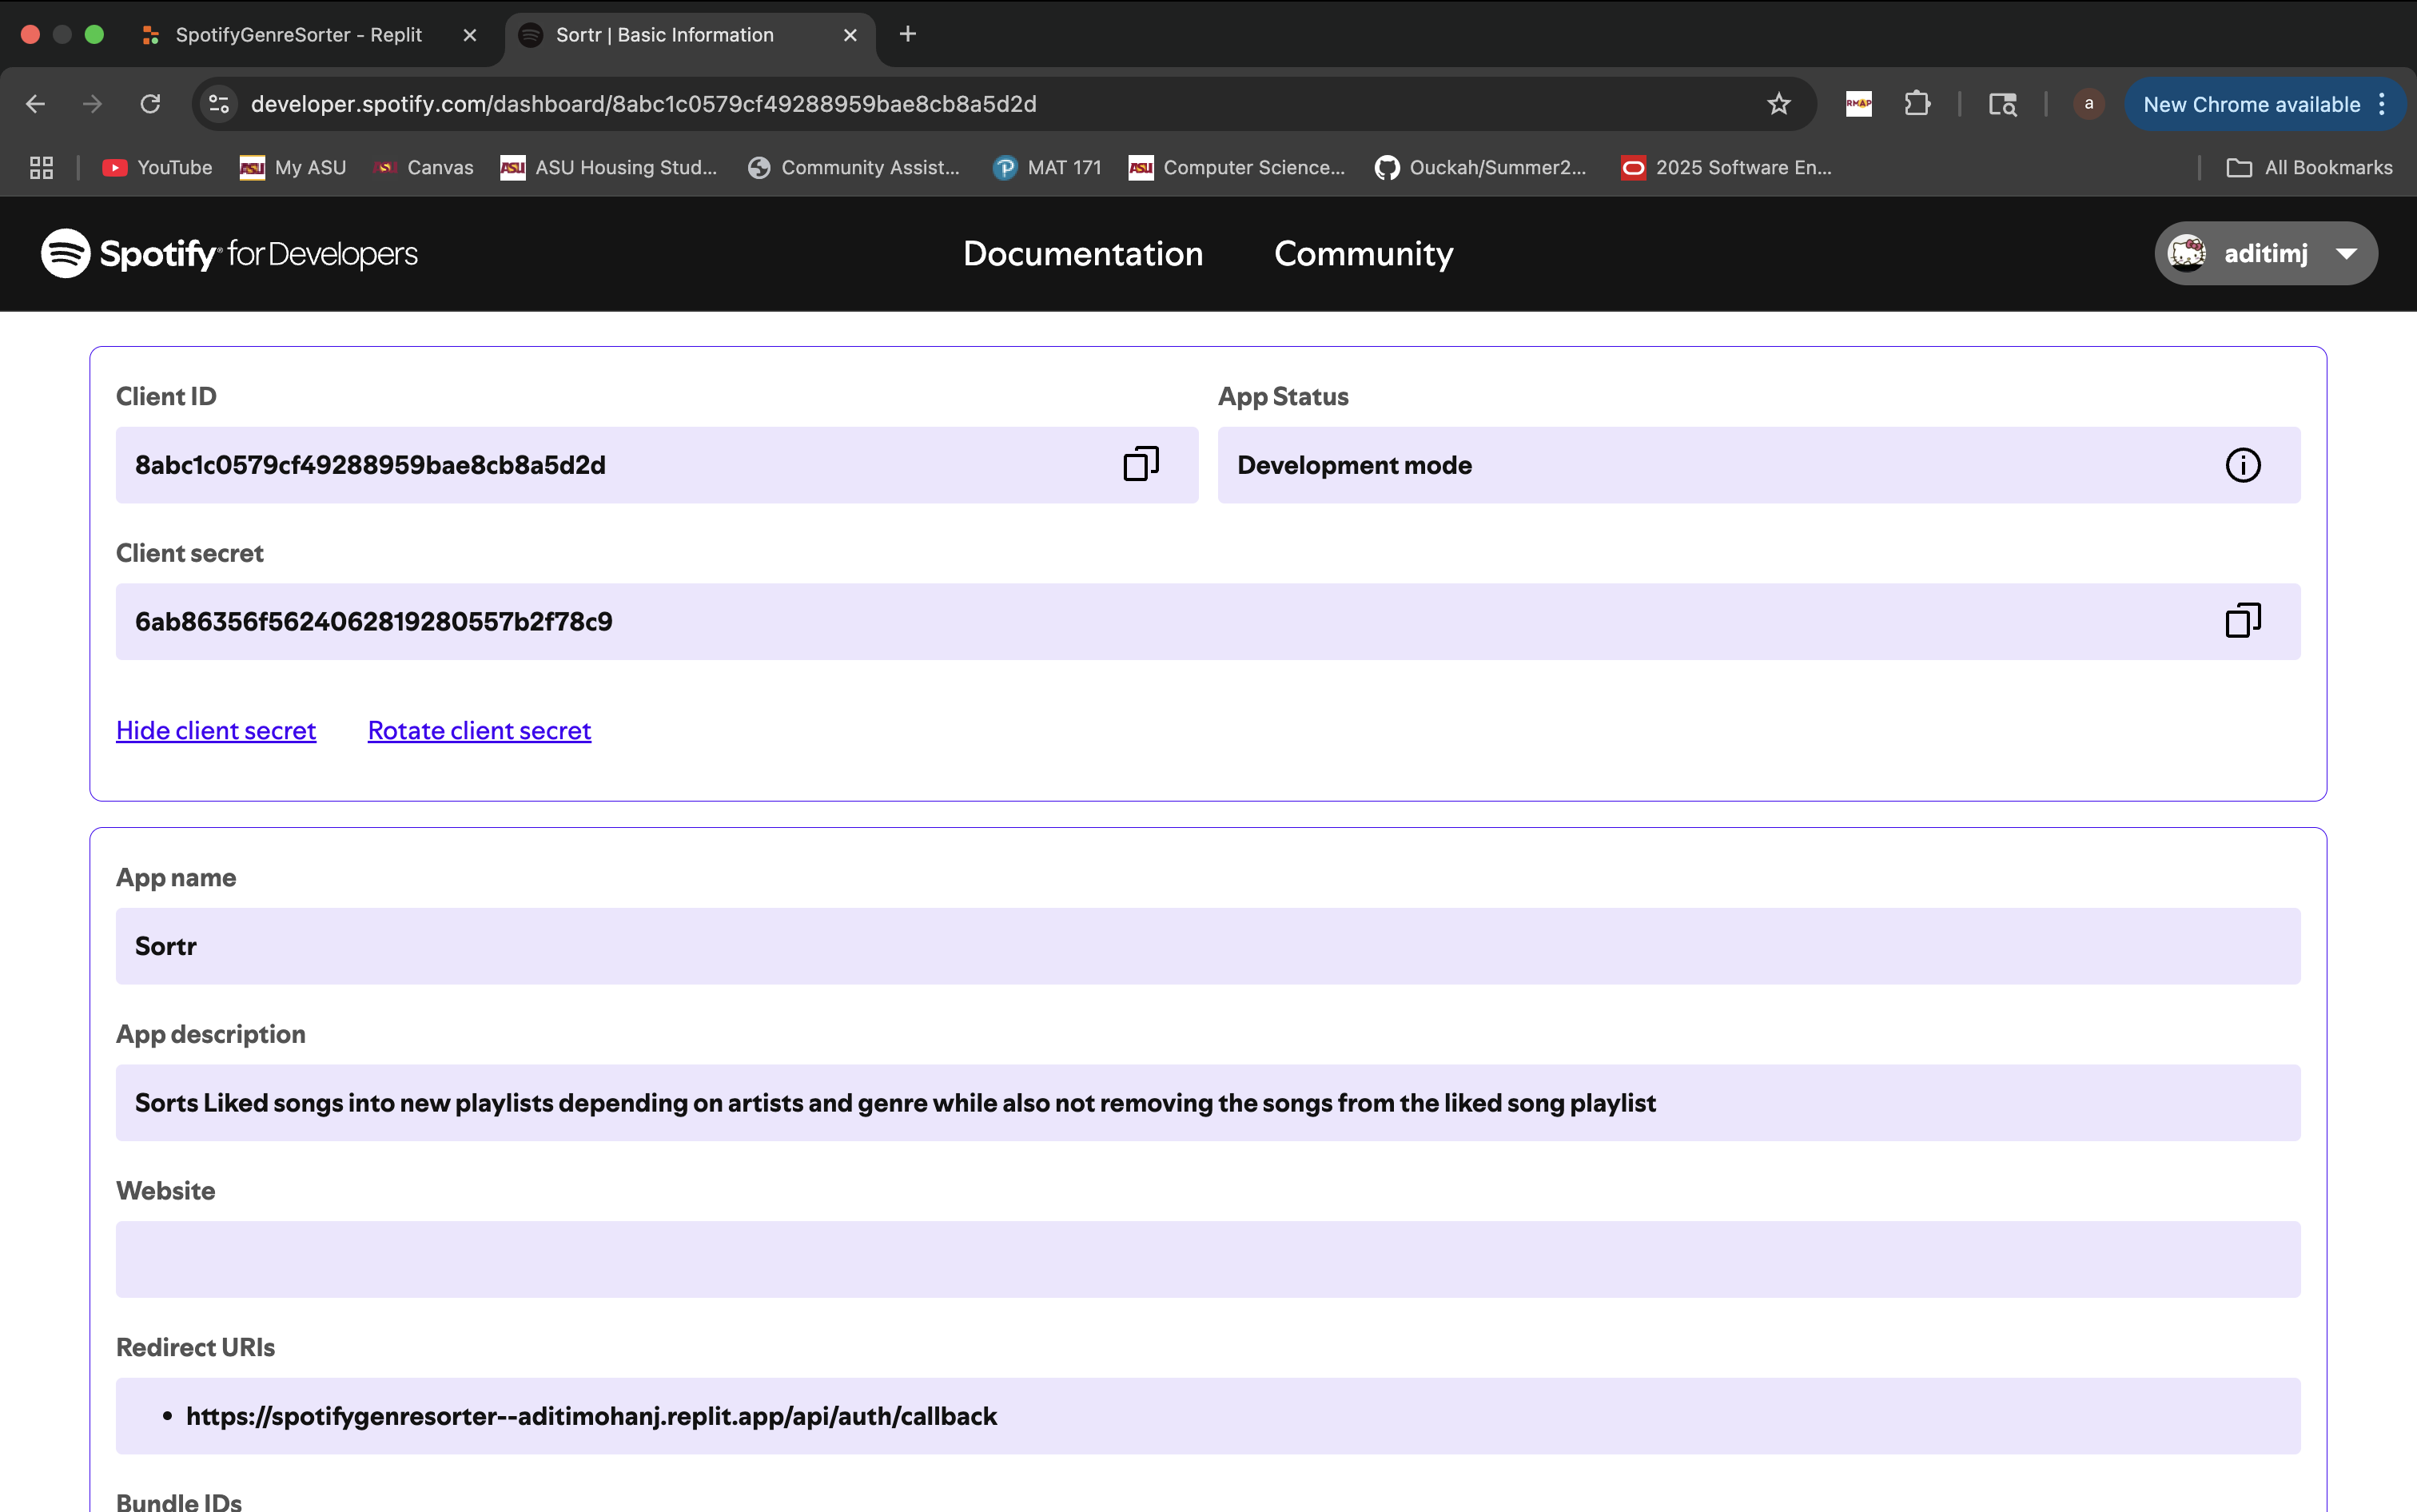 SpotifyGenreSorter - Replit
Sortr | Basic Information
developer.spotify.com/dashboard/8abc1c0579cf49288959bae8cb8a5d2d
RMAP
a
New Chrome available
YouTube
ASU My ASU
Canvas
ASU ASU Housing Stud...
Community Assist...
MAT 171
ASU Computer Science...
Ouckah/Summer2...
2025 Software En...
All Bookmarks
Spotify for Developers
Documentation
Community
aditimj
Client ID
App Status
8abc1c0579cf49288959bae8cb8a5d2d
Development mode
Client secret
6ab86356f5624062819280557b2f78c9
Hide client secret
Rotate client secret
App name
Sortr
App description
Sorts Liked songs into new playlists depending on artists and genre while also not removing the songs from the liked song playlist
Website
Redirect URIs
• https://spotifygenresorter--aditimohanj.replit.app/api/auth/callback
Bundle IDs